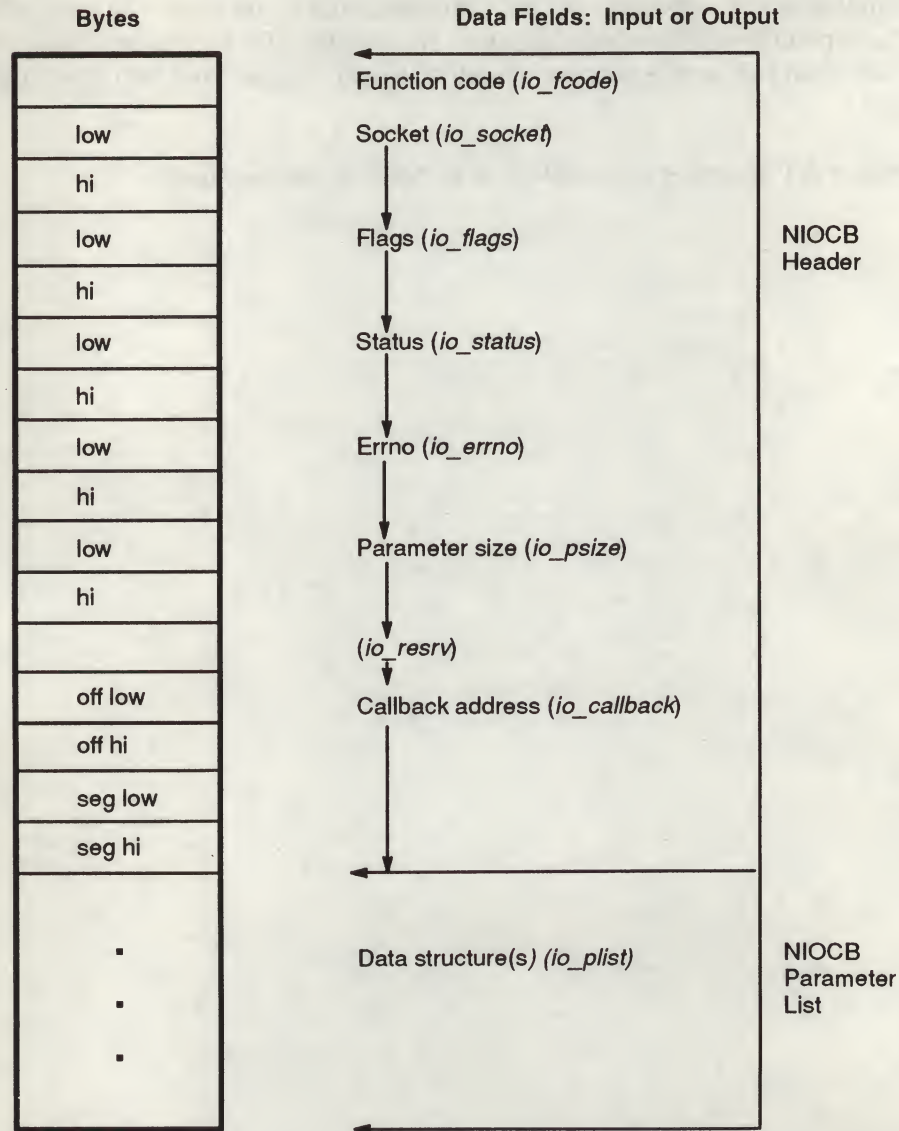 Bytes Data Fields: Input or Output
Function code (io_fcode)
low Socket (io_socket)
hi
low Flags (io_flags) NIOCB
Header
hi
low Status (io_status)
hi
low Errno (io_errno)
hi
low Parameter size (io_psize)
hi
(io_resrv)
off low Callback address (io_callback)
off hi
seg low
seg hi
. Data structure(s) (io_plist) NIOCB
Parameter
. List
.